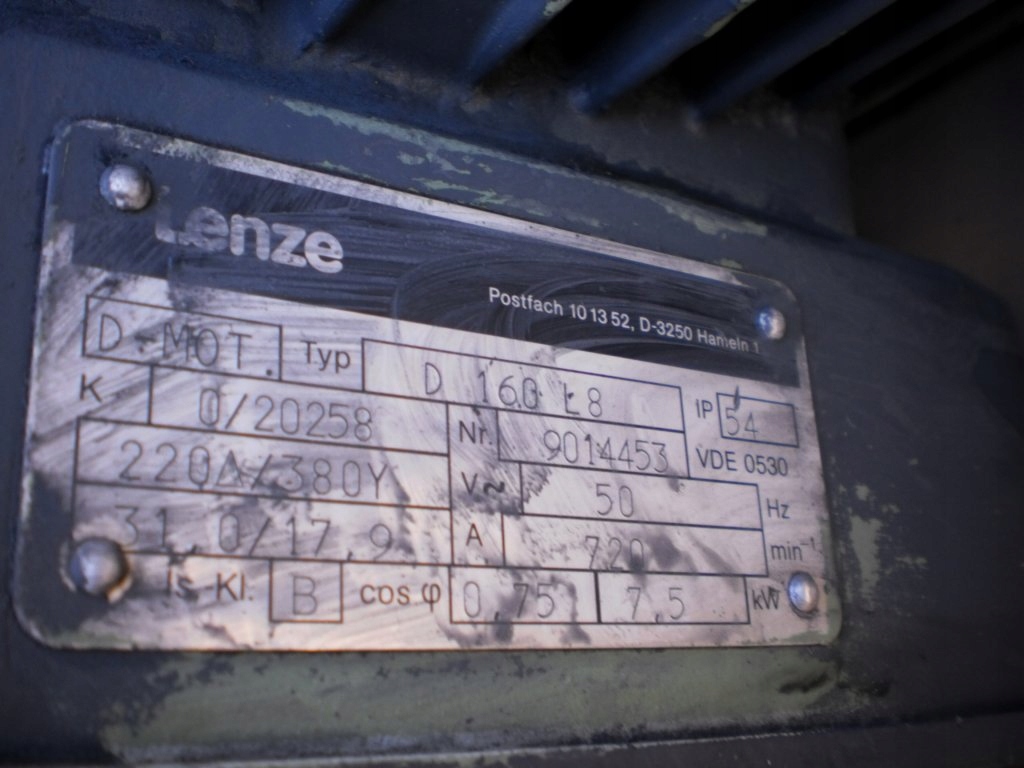 Lenze
Postfach 10 13 52, D-3250 Hameln 1
D.-MOT. Typ D 160 L8 IP 54
K 0/20258 Nr. 9014453 VDE 0530
220Δ/380Y V~ 50 Hz
31,0/17,9 A 720 min⁻¹
Is.-Kl. B cos φ 0,75 7,5 kW